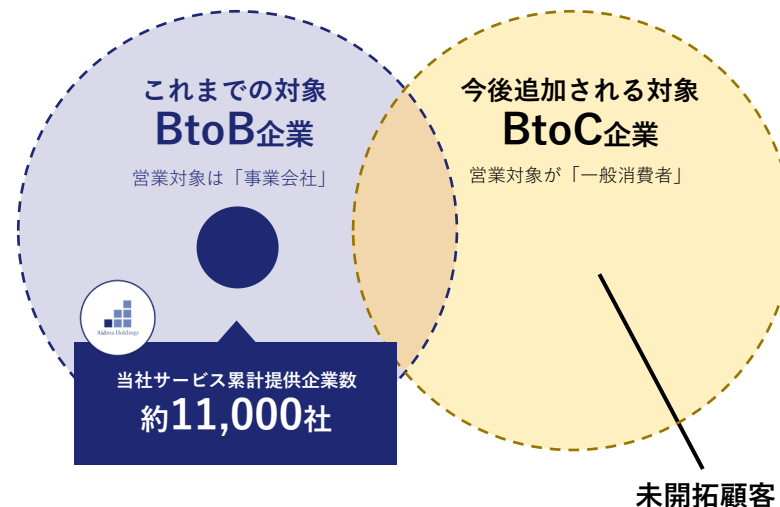 これまでの対象
BtoB企業
営業対象は「事業会社」
今後追加される対象
BtoC企業
営業対象が「一般消費者」
Aidma Holdings
当社サービス累計提供企業数
約11,000社
未開拓顧客